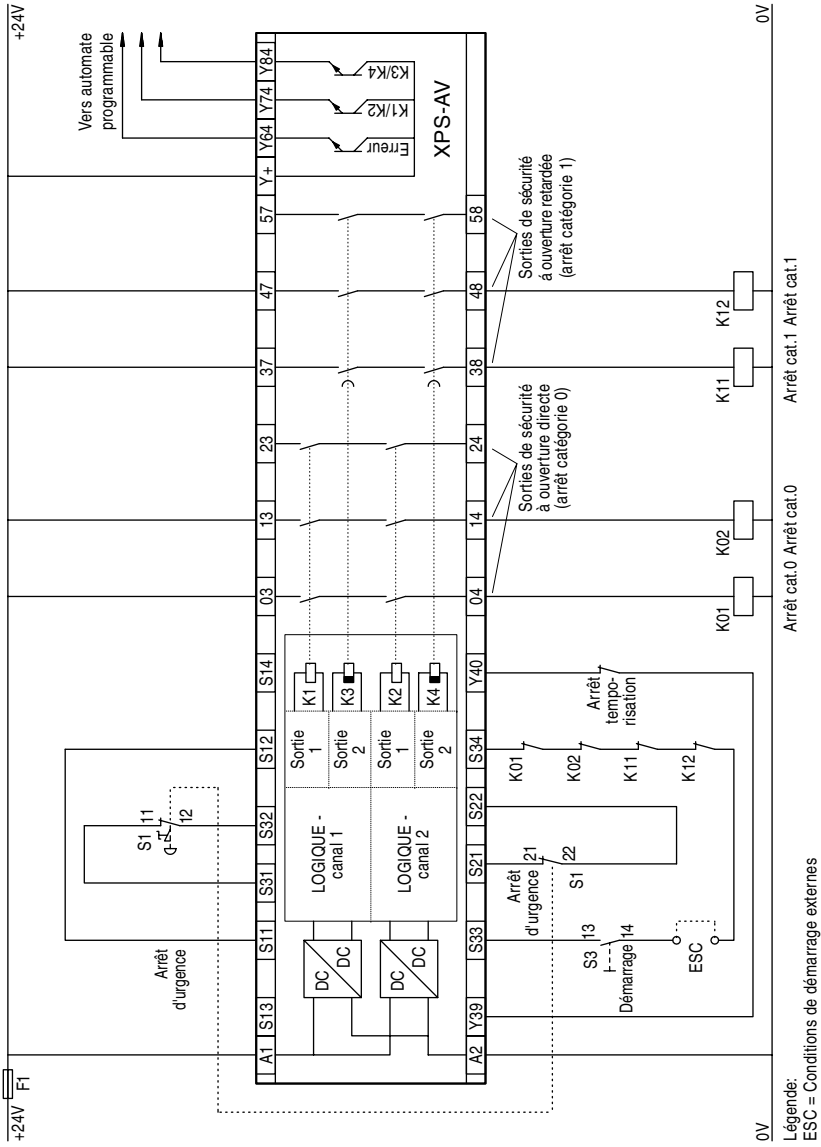 +24V
F1
+24V
Vers automate
programmable
Arrêt
d'urgence
S1
11
12
A1
S13
S11
S31
S32
S12
S14
03
13
23
37
47
57
Y+
Y64
Y74
Y84
DC
DC
DC
DC
LOGIQUE -
canal 1
LOGIQUE -
canal 2
Sortie
1
Sortie
2
Sortie
1
Sortie
2
K1
K3
K2
K4
Erreur
K1/K2
K3/K4
XPS-AV
A2
Y39
S33
S21
S22
S34
Y40
04
14
24
38
48
58
S3
13
14
Démarrage
ESC
Arrêt
d'urgence
21
22
S1
K01
K02
K11
K12
Arrêt
tempo-
risation
Sorties de sécurité
à ouverture directe
(arrêt catégorie 0)
Sorties de sécurité
à ouverture retardée
(arrêt catégorie 1)
K01
K02
K11
K12
0V
0V
Arrêt cat.0
Arrêt cat.0
Arrêt cat.1
Arrêt cat.1
Légende:
ESC = Conditions de démarrage externes